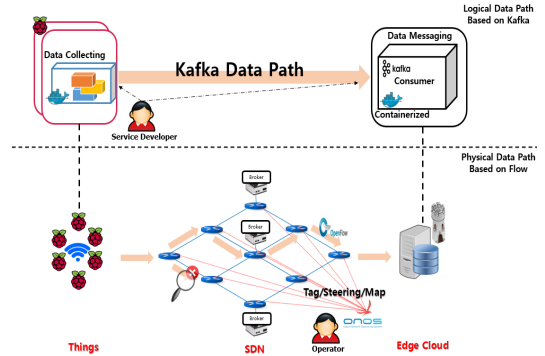 Logical Data Path
Based on Kafka
Data Collecting
Kafka Data Path
Data Messaging
kafka
Consumer
Containerized
Service Developer
Physical Data Path
Based on Flow
Broker
Broker
OpenFlow
Tag/Steering/Map
Broker
onos
Operator
Things
SDN
Edge Cloud